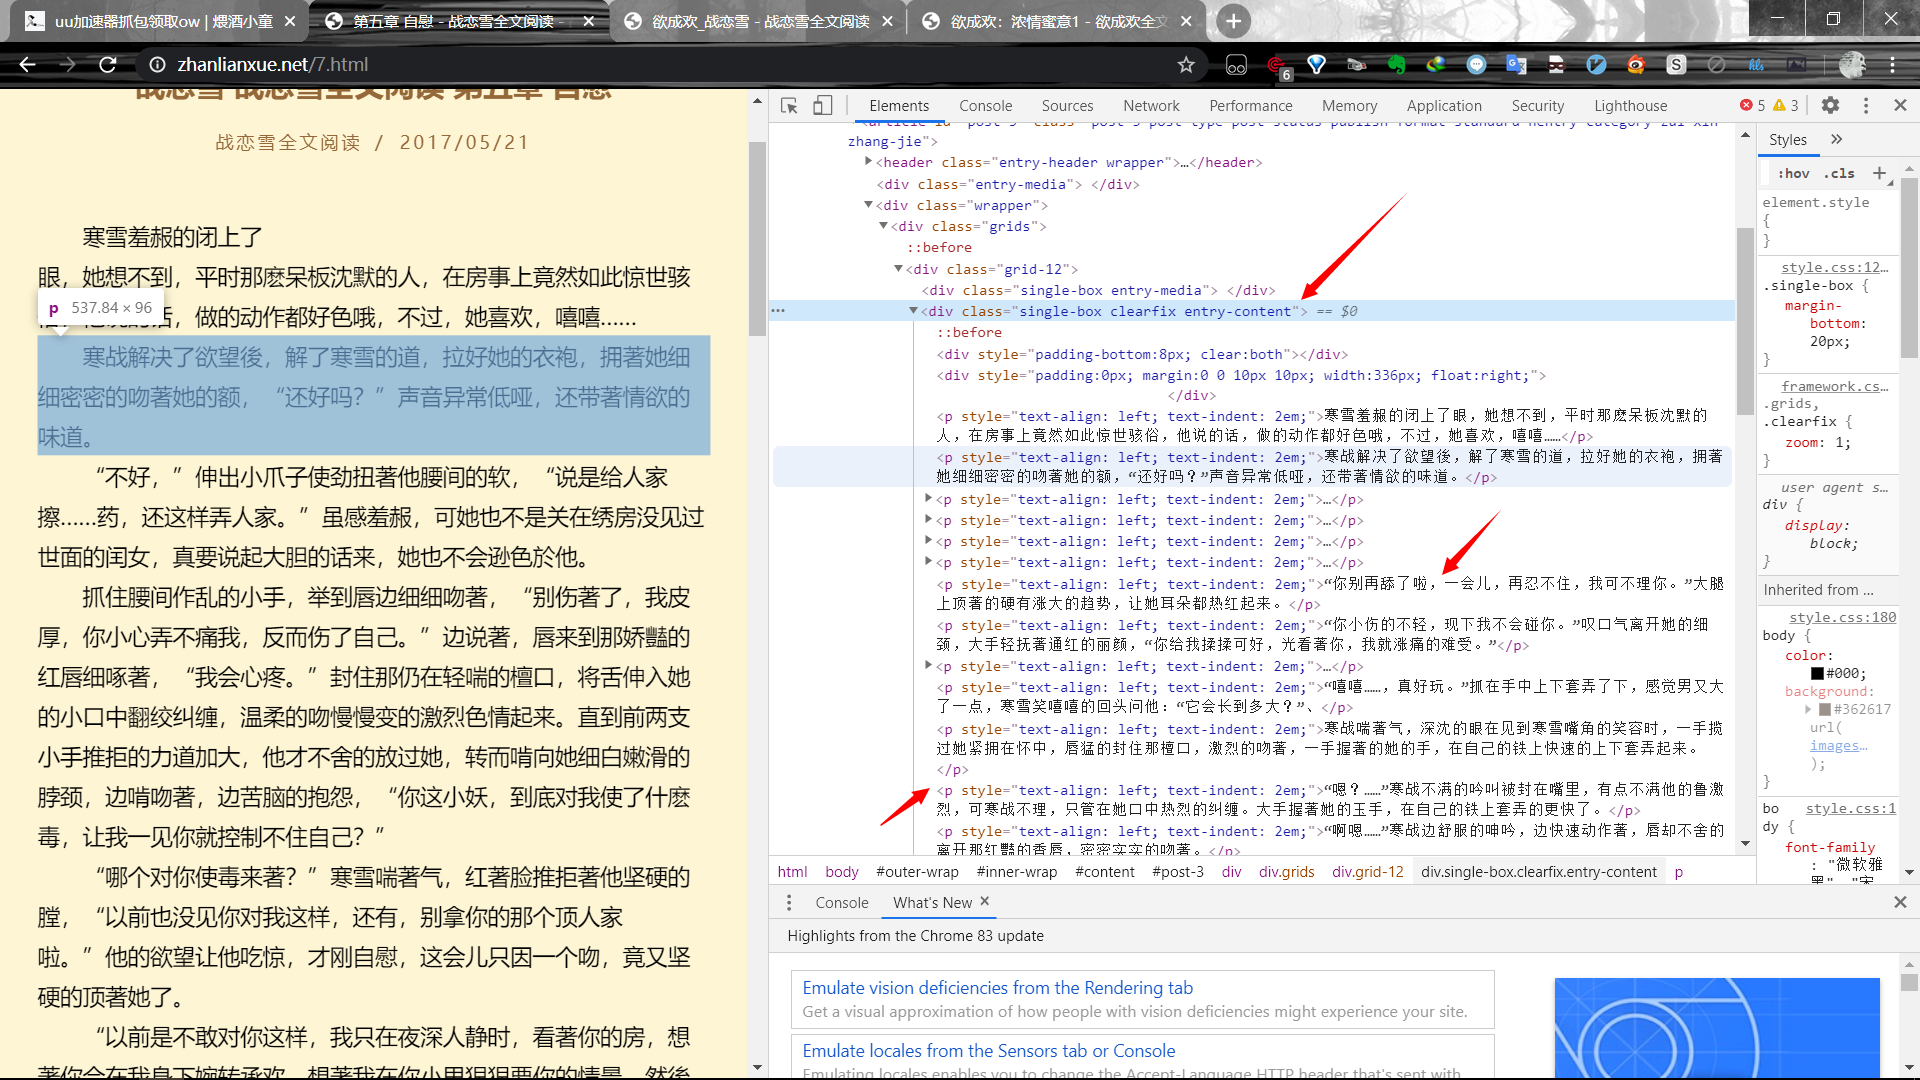 uu加速器抓包领取ow | 煨酒小童
第五章 自慰 - 战恋雪全文阅读 -
欲成欢_战恋雪 - 战恋雪全文阅读
欲成欢：浓情蜜意1 - 欲成欢全文
zhanlianxue.net/7.html
6
战恋雪 战恋雪全文阅读 第五章 自慰
战恋雪全文阅读 / 2017/05/21
寒雪羞赧的闭上了
眼，她想不到，平时那麽呆板沈默的人，在房事上竟然如此惊世骇
话，做的动作都好色哦，不过，她喜欢，嘻嘻……
p 537.84 × 96
寒战解决了欲望後，解了寒雪的道，拉好她的衣袍，拥著她细
细密密的吻著她的额，“还好吗？”声音异常低哑，还带著情欲的
味道。
“不好，”伸出小爪子使劲扭著他腰间的软，“说是给人家
擦……药，还这样弄人家。”虽感羞赧，可她也不是关在绣房没见过
世面的闺女，真要说起大胆的话来，她也不会逊色於他。
抓住腰间作乱的小手，举到唇边细细吻著，“别伤著了，我皮
厚，你小心弄不痛我，反而伤了自己。”边说著，唇来到那娇豔的
红唇细啄著，“我会心疼。”封住那仍在轻喘的檀口，将舌伸入她
的小口中翻绞纠缠，温柔的吻慢慢变的激烈色情起来。直到前两支
小手推拒的力道加大，他才不舍的放过她，转而啃向她细白嫩滑的
脖颈，边啃吻著，边苦脑的抱怨，“你这小妖，到底对我使了什麽
毒，让我一见你就控制不住自己？”
“哪个对你使毒来著？”寒雪喘著气，红著脸推拒著他坚硬的
膛，“以前也没见你对我这样，还有，别拿你的那个顶人家
啦。”他的欲望让他吃惊，才刚自慰，这会儿只因一个吻，竟又坚
硬的顶著她了。
“以前是不敢对你这样，我只在夜深人静时，看著你的房，想
Elements Console Sources Network Performance Memory Application Security Lighthouse 5 3
<article id="post-3" class="post-3 post type-post status-publish format-standard hentry category-zui-xin
zhang-jie">
<header class="entry-header wrapper">…</header>
<div class="entry-media"> </div>
<div class="wrapper">
<div class="grids">
::before
<div class="grid-12">
<div class="single-box entry-media"> </div>
<div class="single-box clearfix entry-content"> == $0
::before
<div style="padding-bottom:8px; clear:both"></div>
<div style="padding:0px; margin:0 0 10px 10px; width:336px; float:right;">
</div>
<p style="text-align: left; text-indent: 2em;">寒雪羞赧的闭上了眼，她想不到，平时那麽呆板沈默的
人，在房事上竟然如此惊世骇俗，他说的话，做的动作都好色哦，不过，她喜欢，嘻嘻……</p>
<p style="text-align: left; text-indent: 2em;">寒战解决了欲望後，解了寒雪的道，拉好她的衣袍，拥著
她细细密密的吻著她的额，“还好吗？”声音异常低哑，还带著情欲的味道。</p>
<p style="text-align: left; text-indent: 2em;">…</p>
<p style="text-align: left; text-indent: 2em;">…</p>
<p style="text-align: left; text-indent: 2em;">…</p>
<p style="text-align: left; text-indent: 2em;">…</p>
<p style="text-align: left; text-indent: 2em;">“你别再舔了啦，一会儿，再忍不住，我可不理你。”大腿
上顶著的硬有涨大的趋势，让她耳朵都热红起来。</p>
<p style="text-align: left; text-indent: 2em;">“你小伤的不轻，现下我不会碰你。”叹口气离开她的细
颈，大手轻抚著通红的丽颜，“你给我揉揉可好，光看著你，我就涨痛的难受。”</p>
<p style="text-align: left; text-indent: 2em;">…</p>
<p style="text-align: left; text-indent: 2em;">“嘻嘻……，真好玩。”抓在手中上下套弄了下，感觉男又大
了一点，寒雪笑嘻嘻的回头问他：“它会长到多大？”、</p>
<p style="text-align: left; text-indent: 2em;">寒战喘著气，深沈的眼在见到寒雪嘴角的笑容时，一手揽
过她紧拥在怀中，唇猛的封住那檀口，激烈的吻著，一手握著的她的手，在自己的铁上快速的上下套弄起来。
</p>
<p style="text-align: left; text-indent: 2em;">“嗯？……”寒战不满的吟叫被封在嘴里，有点不满他的鲁激
烈，可寒战不理，只管在她口中热烈的纠缠。大手握著她的玉手，在自己的铁上套弄的更快了。</p>
<p style="text-align: left; text-indent: 2em;">“啊嗯……”寒战边舒服的呻吟，边快速动作著，唇却不舍的
离开那红豔的香唇，密密实实的吻著。</p>
html body #outer-wrap #inner-wrap #content #post-3 div div.grids div.grid-12 div.single-box.clearfix.entry-content p
Styles
:hov .cls
element.style
{
}
style.css:12…
.single-box {
margin-
bottom:
20px;
}
framework.cs…
.grids,
.clearfix {
zoom: 1;
}
user agent s…
div {
display:
block;
}
Inherited from ...
style.css:180
body {
color:
#000;
background:
#362617
url(
images…
);
}
bo style.css:1
dy {
font-family
: "微软雅
黑", "宋
Console What's New
Highlights from the Chrome 83 update
Emulate vision deficiencies from the Rendering tab
Get a visual approximation of how people with vision deficiencies might experience your site.
Emulate locales from the Sensors tab or Console
Emulating locales enables you to change the Accept-Language HTTP header that's sent with